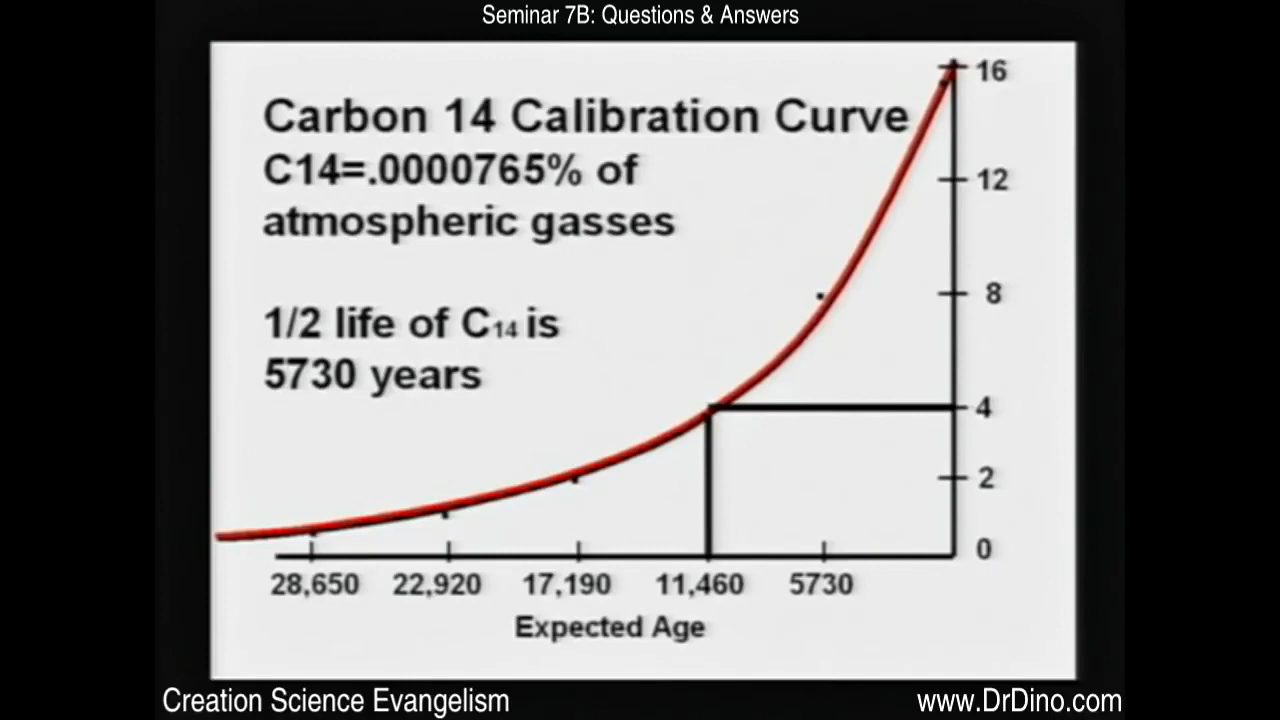 Seminar 7B: Questions & Answers
Carbon 14 Calibration Curve
C14=.0000765% of
atmospheric gasses
1/2 life of C14 is
5730 years
16
12
8
4
2
0
28,650 22,920 17,190 11,460 5730
Expected Age
Creation Science Evangelism www.DrDino.com